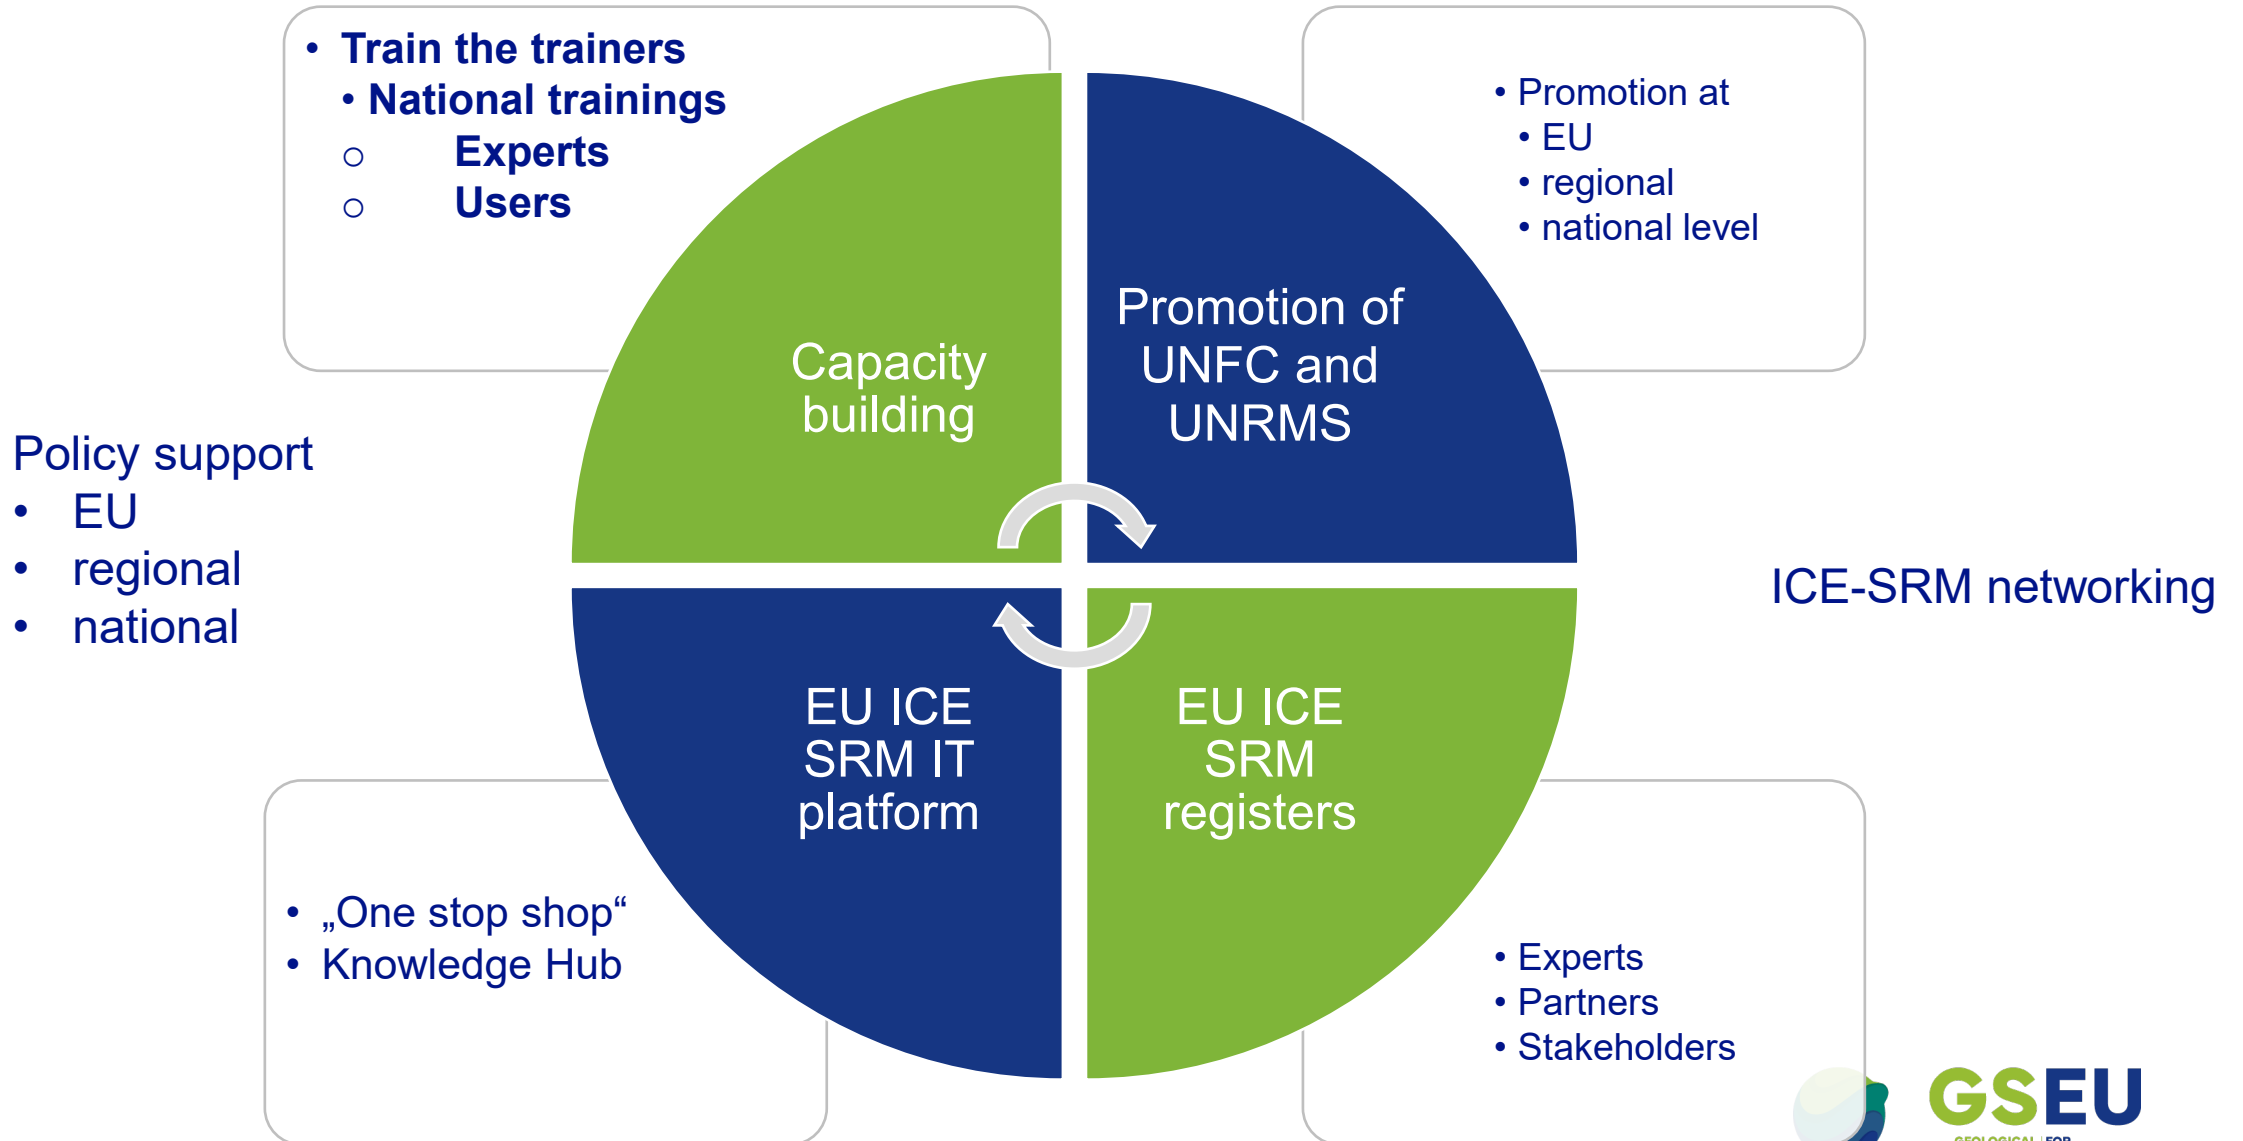 • Train the trainers
• National trainings
o Experts
o Users
• Promotion at
• EU
• regional
• national level
Capacity
building
Promotion of
UNFC and
UNRMS
Policy support
• EU
• regional
• national
ICE-SRM networking
EU ICE
SRM IT
platform
EU ICE
SRM
registers
• „One stop shop“
• Knowledge Hub
• Experts
• Partners
• Stakeholders
GSEU
GEOLOGICAL FOR